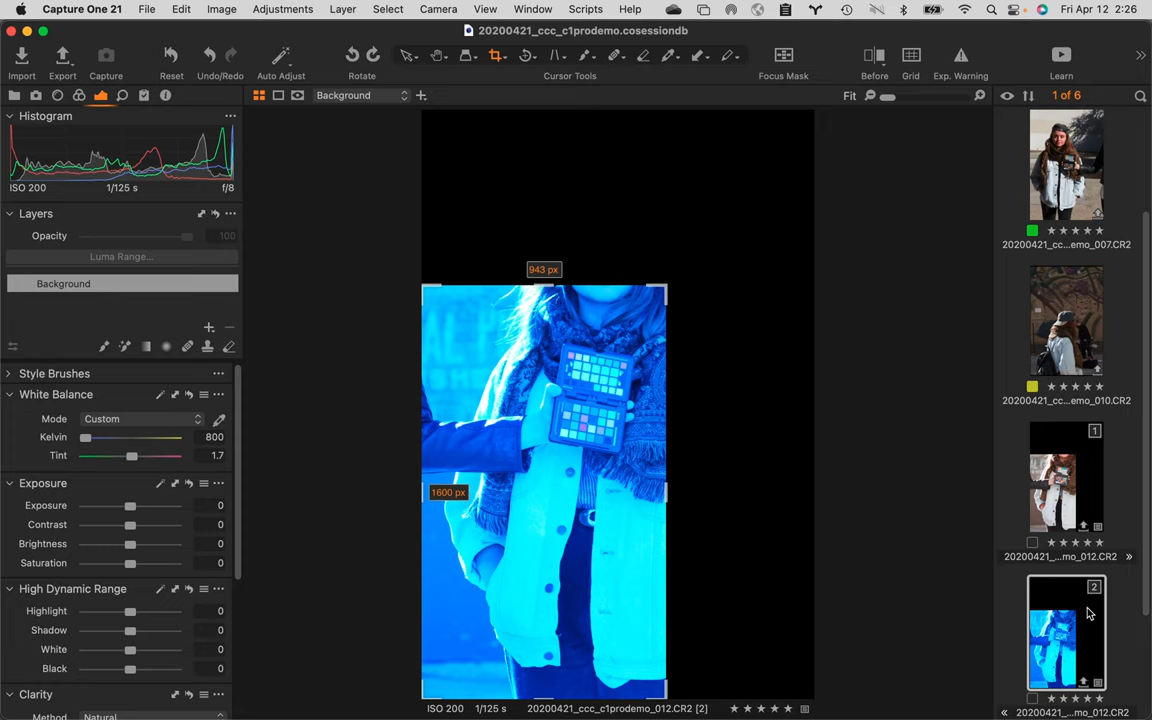 Capture One 21 File Edit Image Adjustments Layer Select Camera View Window Scripts Help Fri Apr 12 2:26
20200421_ccc_c1prodemo.cosessiondb
Import Export Capture Reset Undo/Redo Auto Adjust Rotate Cursor Tools Focus Mask Before Grid Exp. Warning Learn
Background Fit 1 of 6
Histogram
ISO 200 1/125 s f/8
Layers
Opacity 100
Luma Range...
Background
Style Brushes
White Balance
Mode Custom
Kelvin 800
Tint 1.7
Exposure
Exposure 0
Contrast 0
Brightness 0
Saturation 0
High Dynamic Range
Highlight 0
Shadow 0
White 0
Black 0
Clarity
Method Natural
943 px
1600 px
ISO 200 1/125 s 20200421_ccc_c1prodemo_012.CR2 [2]
20200421_cc...emo_007.CR2
20200421_cc...emo_010.CR2
1
20200421_...mo_012.CR2
2
20200421_...mo_012.CR2